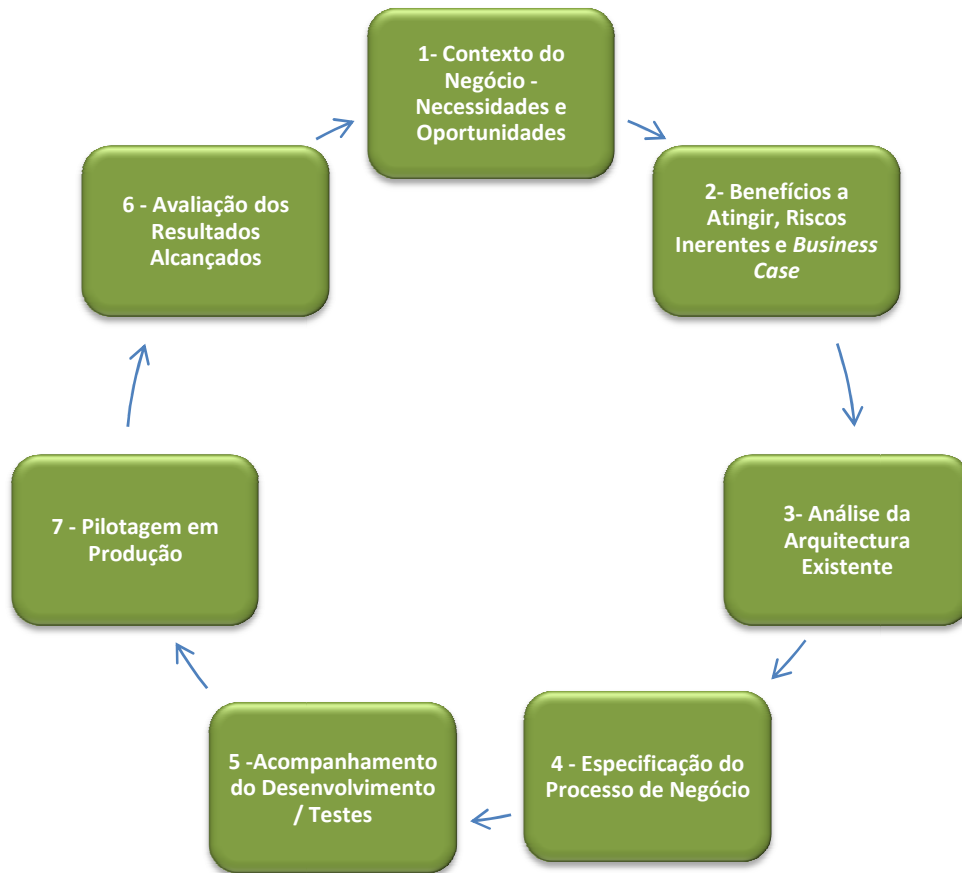 1- Contexto do
Negócio -
Necessidades e
Oportunidades
2- Benefícios a
Atingir, Riscos
Inerentes e Business
Case
3- Análise da
Arquitectura
Existente
4 - Especificação do
Processo de Negócio
5 -Acompanhamento
do Desenvolvimento
/ Testes
7 - Pilotagem em
Produção
6 - Avaliação dos
Resultados
Alcançados